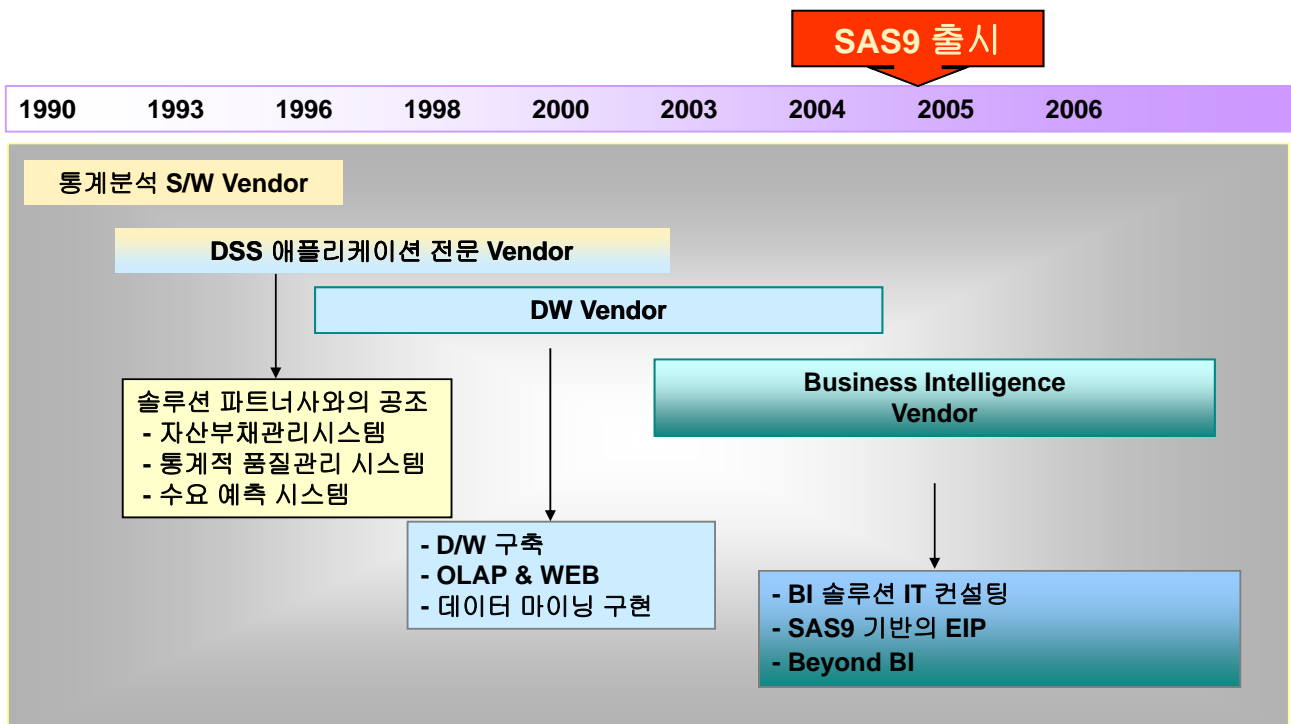 SAS9 출시
1990 1993 1996 1998 2000 2003 2004 2005 2006
통계분석 S/W Vendor
DSS 애플리케이션 전문 Vendor
DW Vendor
Business Intelligence
Vendor
솔루션 파트너사와의 공조
- 자산부채관리시스템
- 통계적 품질관리 시스템
- 수요 예측 시스템
- D/W 구축
- OLAP & WEB
- 데이터 마이닝 구현
- BI 솔루션 IT 컨설팅
- SAS9 기반의 EIP
- Beyond BI